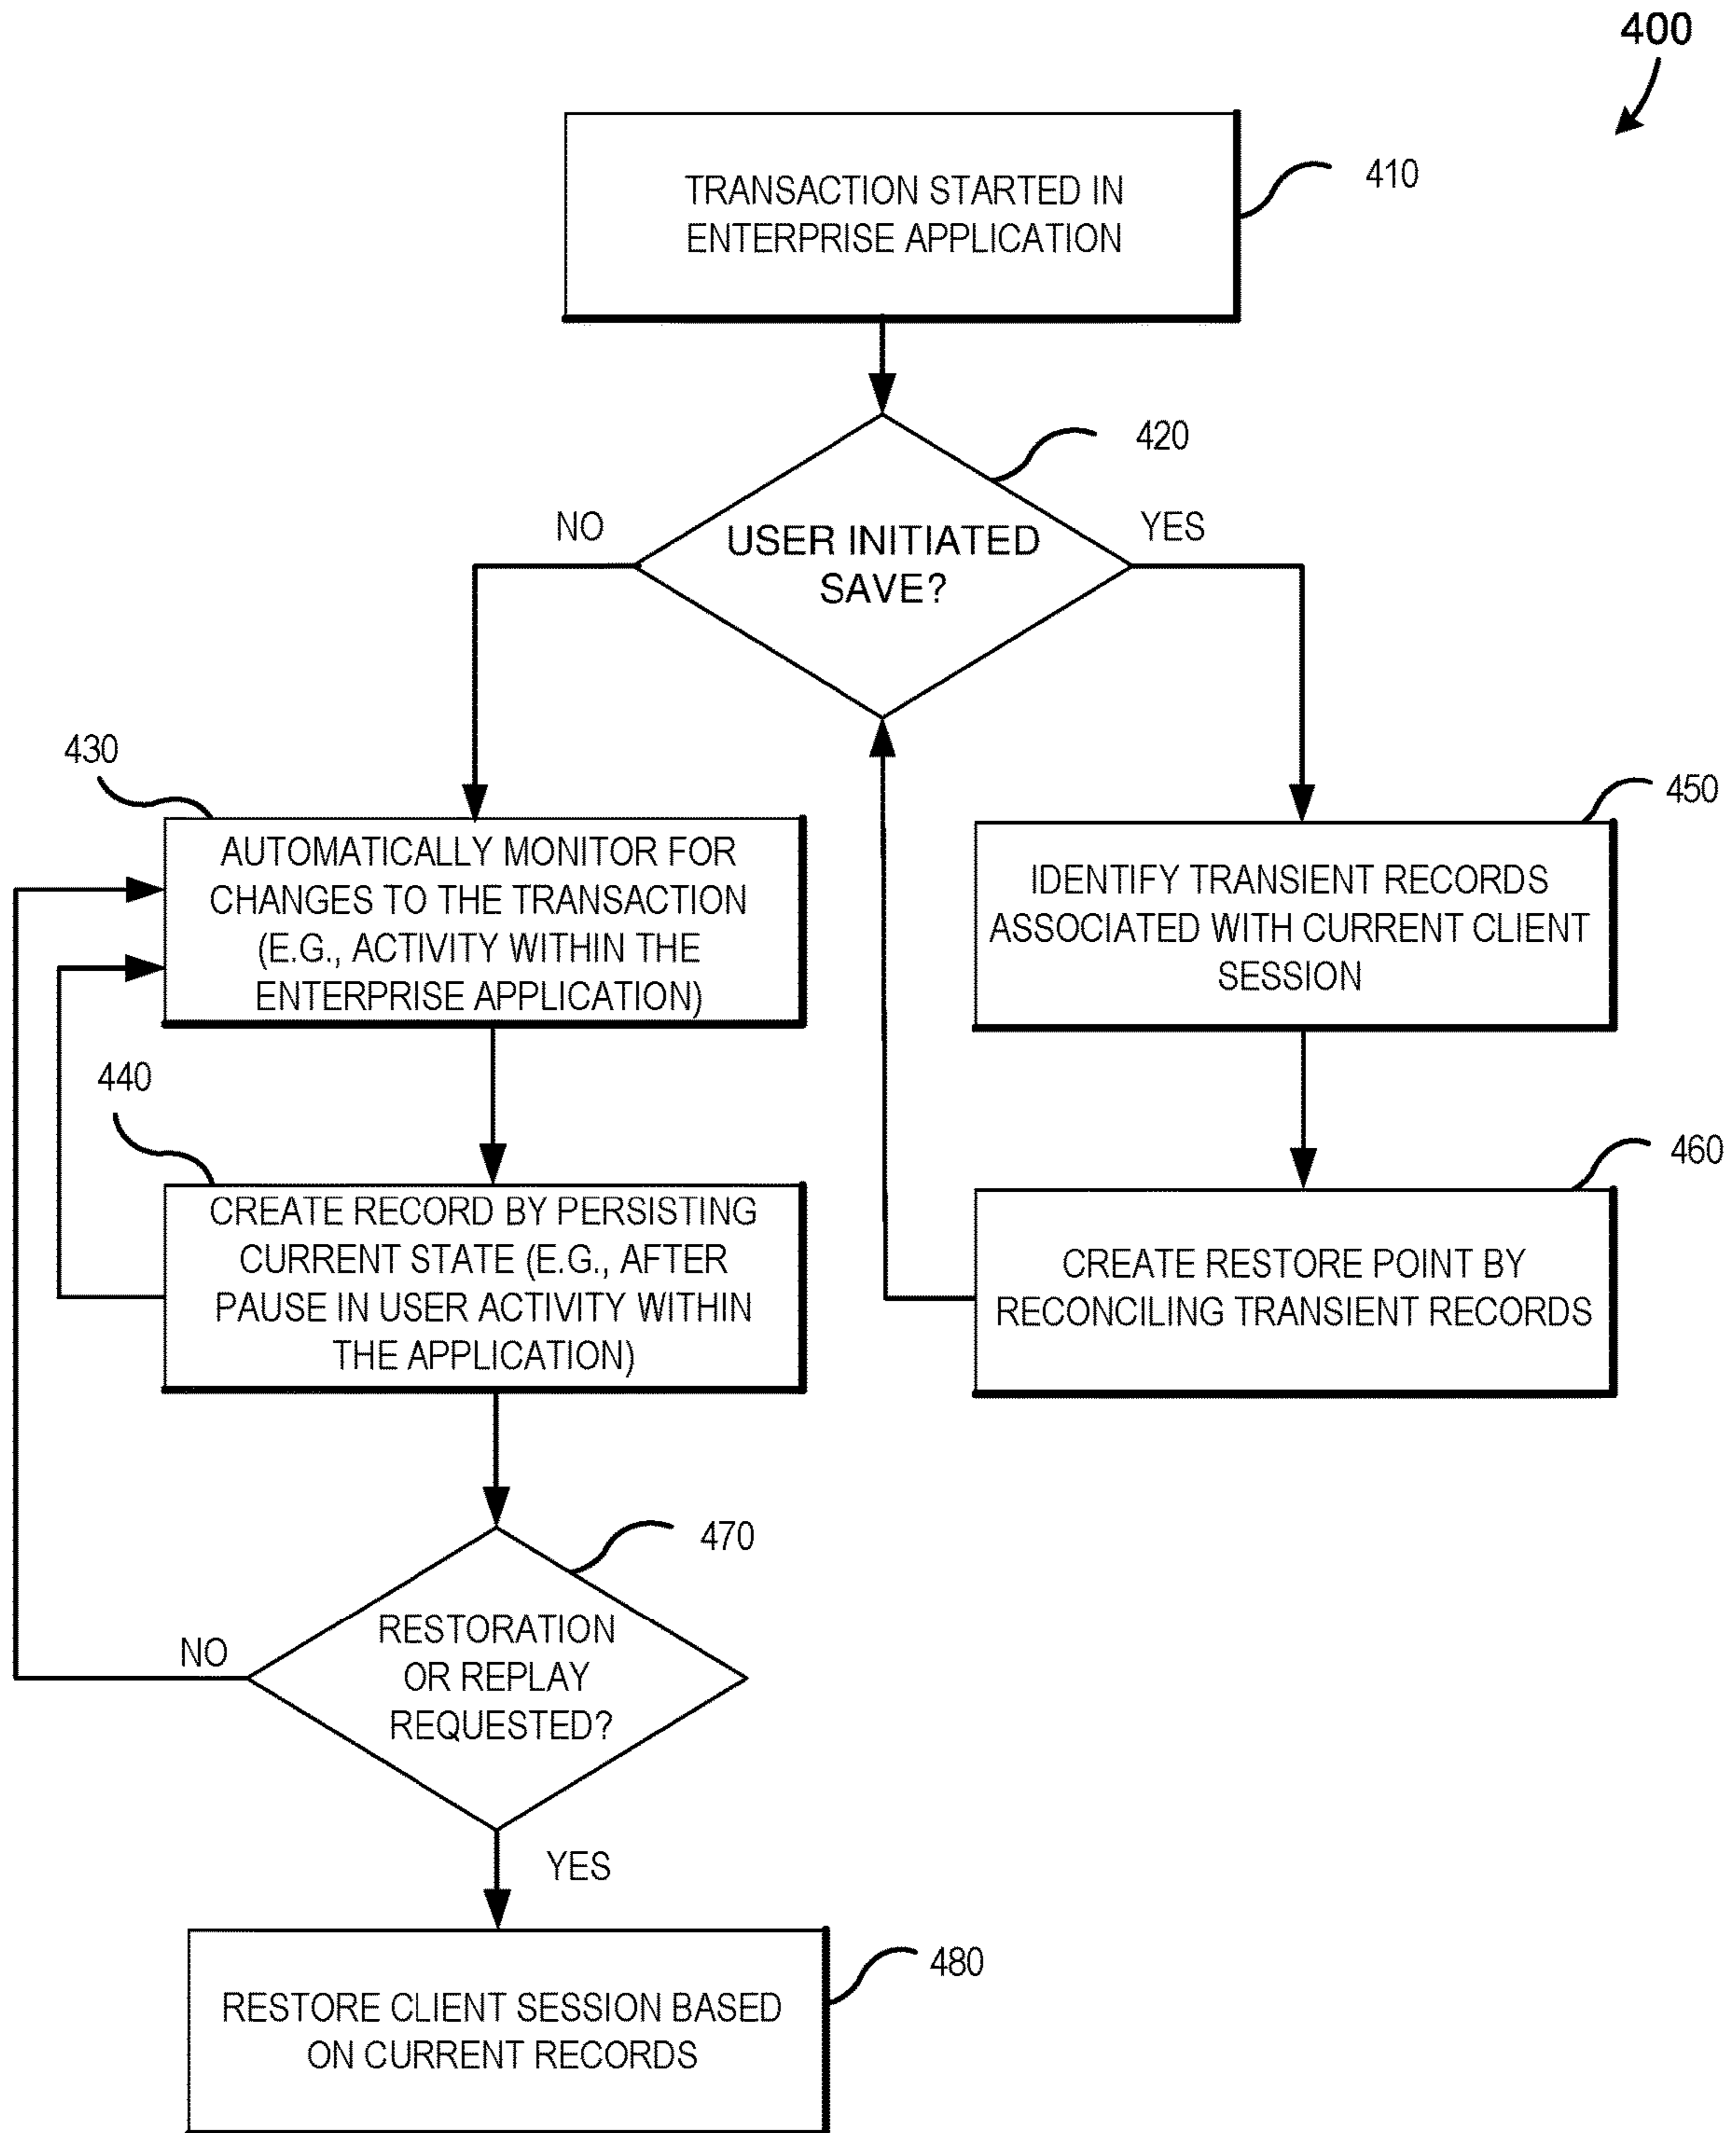 400
TRANSACTION STARTED IN
ENTERPRISE APPLICATION
410
420
NO
USER INITIATED
SAVE?
YES
430
AUTOMATICALLY MONITOR FOR
CHANGES TO THE TRANSACTION
(E.G., ACTIVITY WITHIN THE
ENTERPRISE APPLICATION)
450
IDENTIFY TRANSIENT RECORDS
ASSOCIATED WITH CURRENT CLIENT
SESSION
440
CREATE RECORD BY PERSISTING
CURRENT STATE (E.G., AFTER
PAUSE IN USER ACTIVITY WITHIN
THE APPLICATION)
460
CREATE RESTORE POINT BY
RECONCILING TRANSIENT RECORDS
470
NO
RESTORATION
OR REPLAY
REQUESTED?
YES
480
RESTORE CLIENT SESSION BASED
ON CURRENT RECORDS